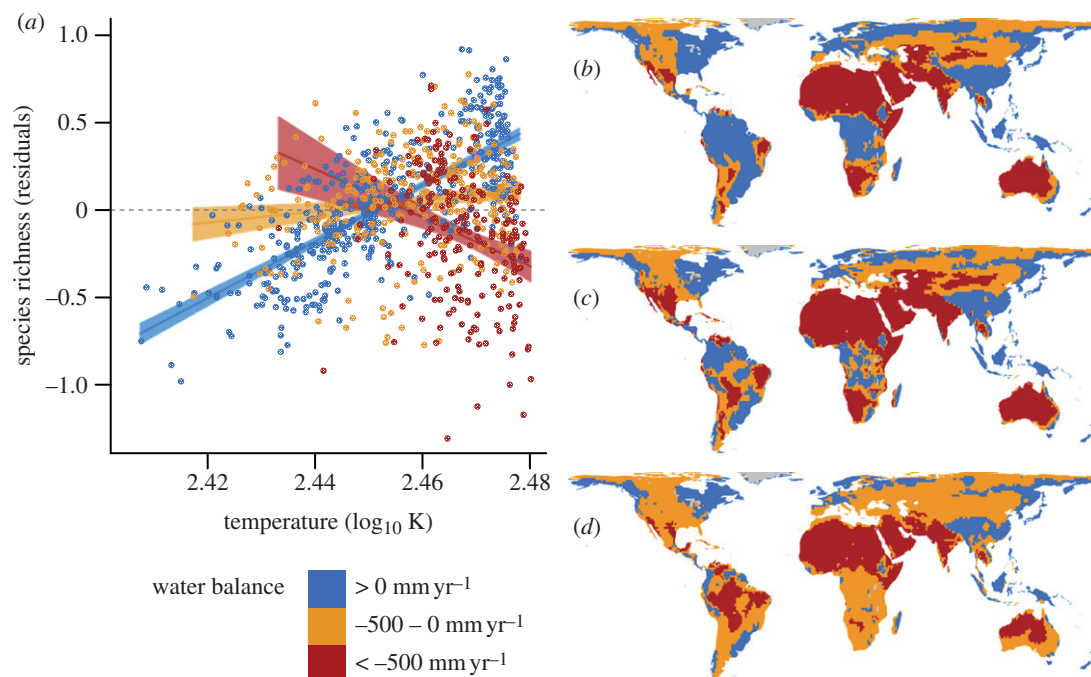 (a)
1.0
0.5
0
–0.5
–1.0
species richness (residuals)
2.42 2.44 2.46 2.48
temperature (log10 K)
water balance
> 0 mm yr–1
–500 – 0 mm yr–1
< –500 mm yr–1
(b)
(c)
(d)